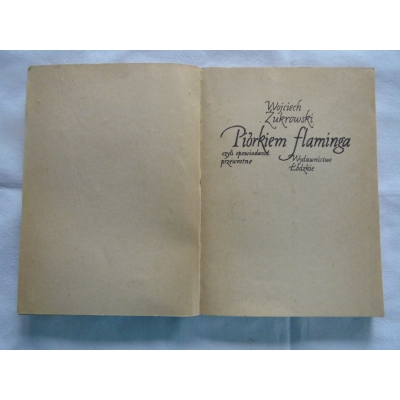 Wojciech
Żukrowski
Piórkiem flaminga
czyli opowiadania
przewrotne
Wydawnictwo
Łódzkie